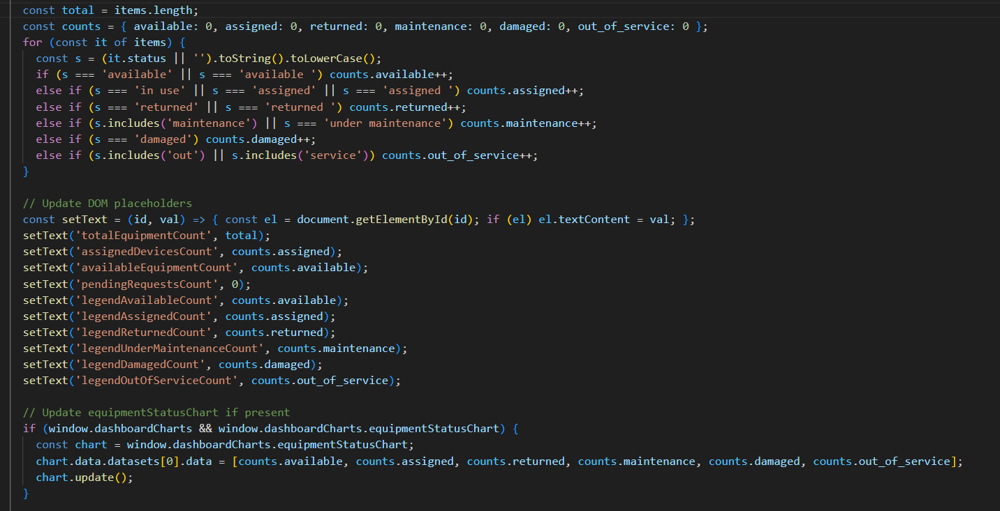 const total = items.length;
const counts = { available: 0, assigned: 0, returned: 0, maintenance: 0, damaged: 0, out_of_service: 0 };
for (const it of items) {
  const s = (it.status || '').toString().toLowerCase();
  if (s === 'available' || s === 'available ') counts.available++;
  else if (s === 'in use' || s === 'assigned' || s === 'assigned ') counts.assigned++;
  else if (s === 'returned' || s === 'returned ') counts.returned++;
  else if (s.includes('maintenance') || s === 'under maintenance') counts.maintenance++;
  else if (s === 'damaged') counts.damaged++;
  else if (s.includes('out') || s.includes('service')) counts.out_of_service++;
}

// Update DOM placeholders
const setText = (id, val) => { const el = document.getElementById(id); if (el) el.textContent = val; };
setText('totalEquipmentCount', total);
setText('assignedDevicesCount', counts.assigned);
setText('availableEquipmentCount', counts.available);
setText('pendingRequestsCount', 0);
setText('legendAvailableCount', counts.available);
setText('legendAssignedCount', counts.assigned);
setText('legendReturnedCount', counts.returned);
setText('legendUnderMaintenanceCount', counts.maintenance);
setText('legendDamagedCount', counts.damaged);
setText('legendOutOfServiceCount', counts.out_of_service);

// Update equipmentStatusChart if present
if (window.dashboardCharts && window.dashboardCharts.equipmentStatusChart) {
  const chart = window.dashboardCharts.equipmentStatusChart;
  chart.data.datasets[0].data = [counts.available, counts.assigned, counts.returned, counts.maintenance, counts.damaged, counts.out_of_service];
  chart.update();
}